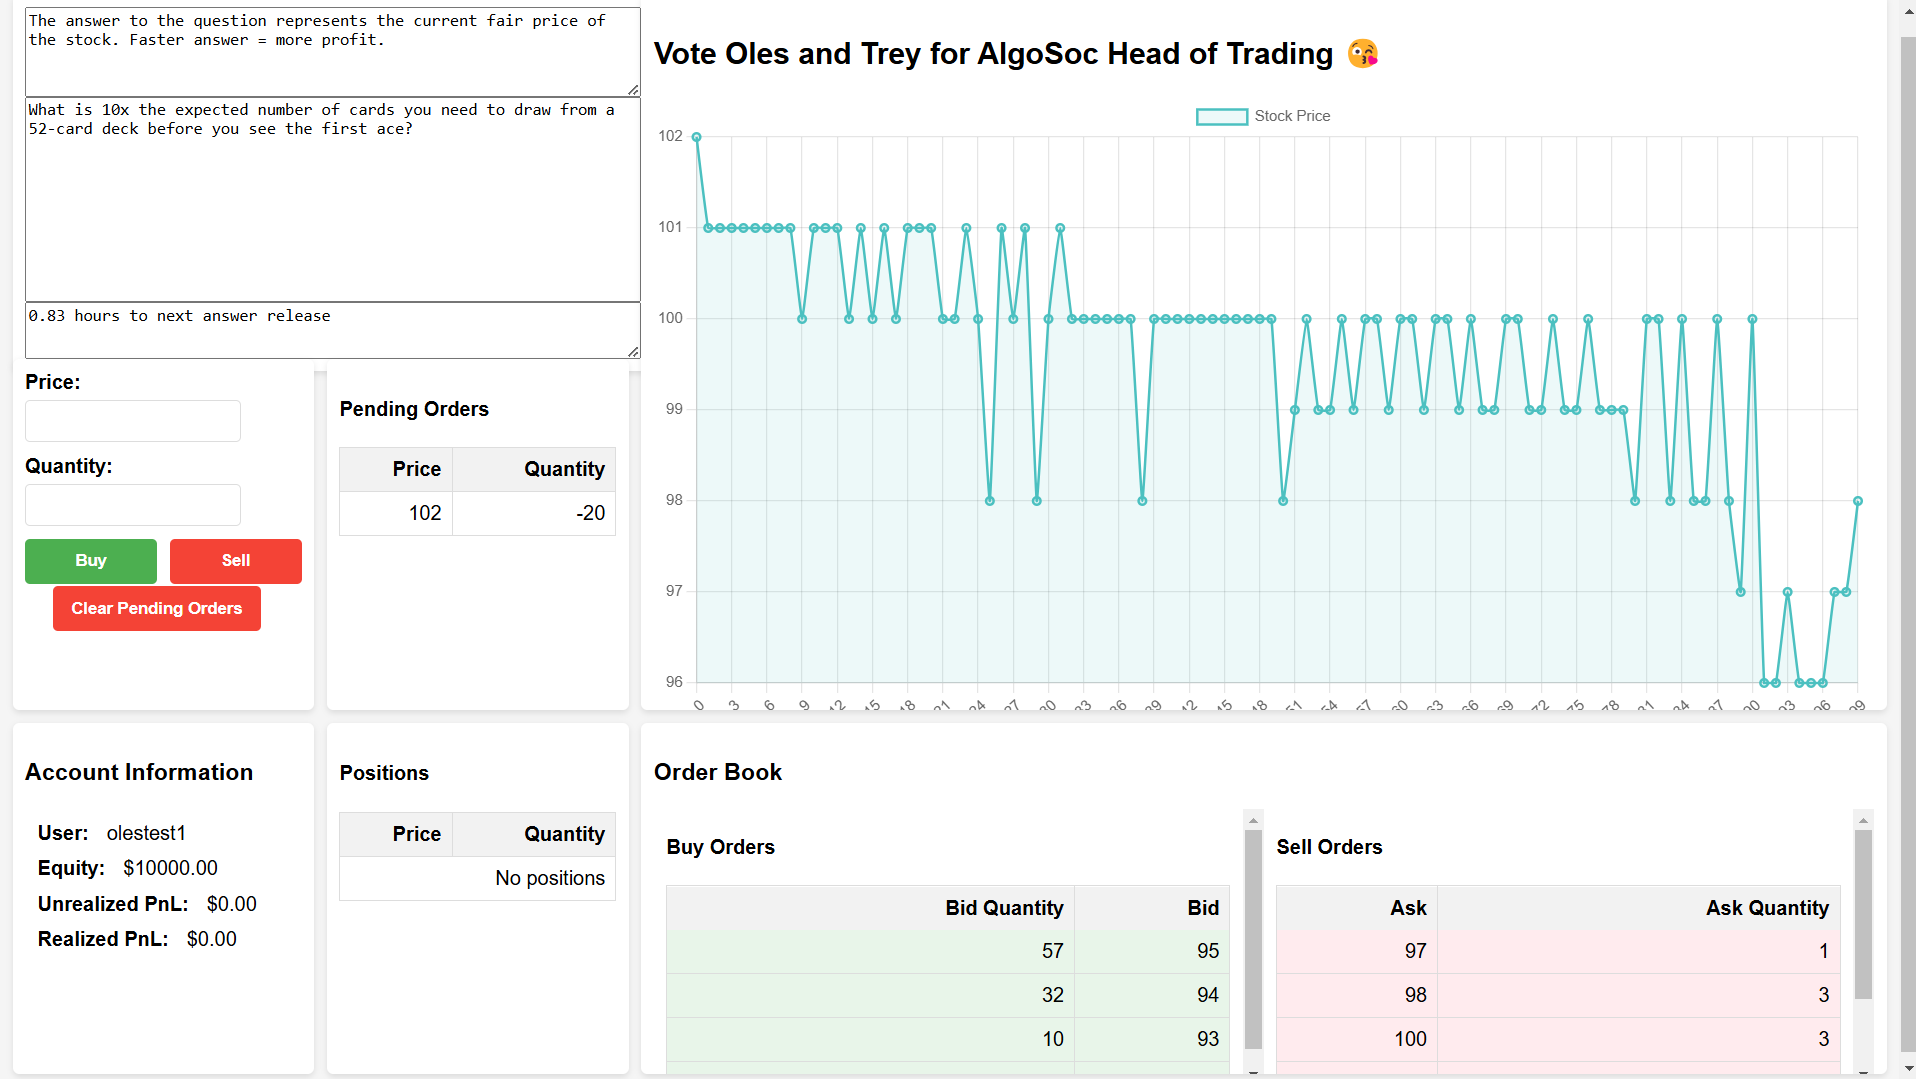 The answer to the question represents the current fair price of
the stock. Faster answer = more profit.
What is 10x the expected number of cards you need to draw from a
52-card deck before you see the first ace?
0.83 hours to next answer release
Price:
Quantity:
Buy Sell
Clear Pending Orders
Pending Orders
Price Quantity
102 -20
Vote Oles and Trey for AlgoSoc Head of Trading 😘
Stock Price
102
101
100
99
98
97
96
0 3 6 9 12 15 18 21 24 27 30 33 36 39 42 45 48 51 54 57 60 63 66 69 72 75 78 81 84 87 90 93 96 99
Account Information
User: olestest1
Equity: $10000.00
Unrealized PnL: $0.00
Realized PnL: $0.00
Positions
Price Quantity
No positions
Order Book
Buy Orders
Bid Quantity Bid
57 95
32 94
10 93
Sell Orders
Ask Ask Quantity
97 1
98 3
100 3